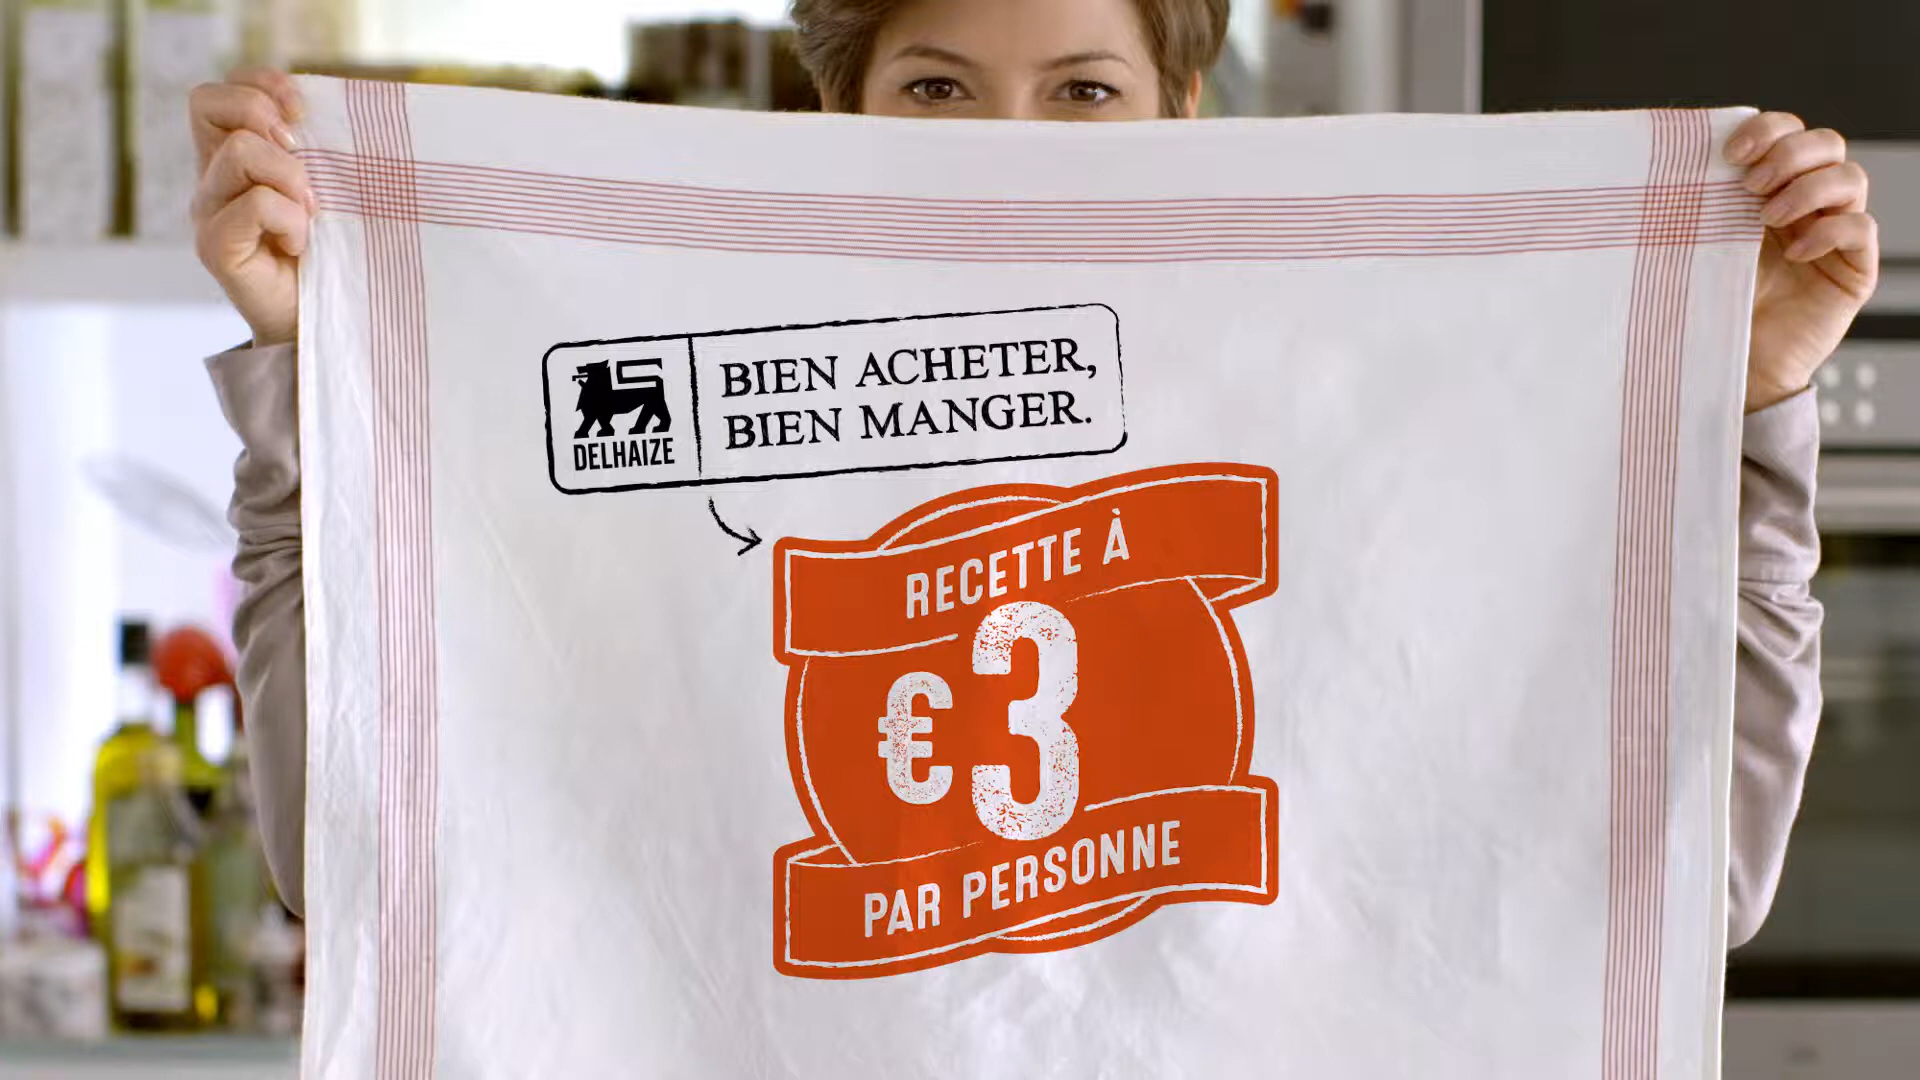 DELHAIZE
BIEN ACHETER,
BIEN MANGER.
RECETTE À
€3
PAR PERSONNE